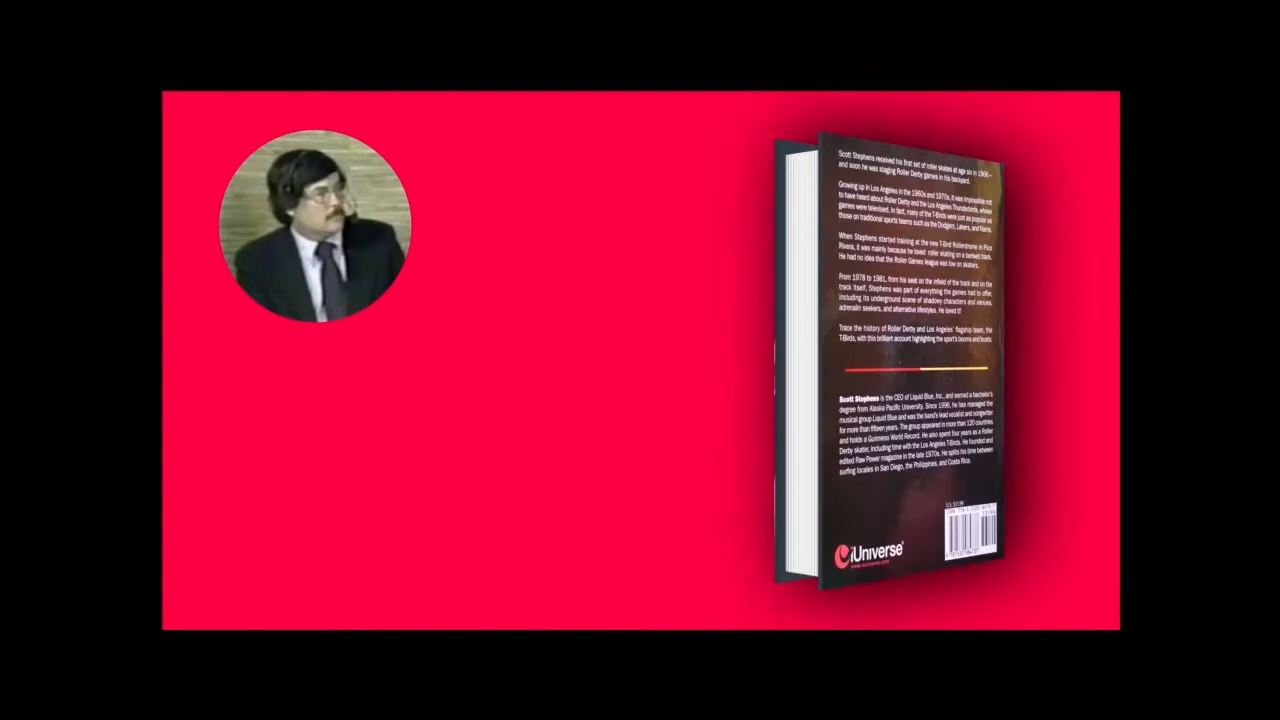 Scott Stephens received his first set of roller skates at age six in 1966—
and soon he was staging Roller Derby games in his backyard.
Growing up in Los Angeles in the 1960s and 1970s, it was impossible not
to have heard about Roller Derby and the Los Angeles Thunderbirds, whose
games were televised. In fact, many of the T-Birds were just as popular as
those on traditional sports teams such as the Dodgers, Lakers, and Rams.
When Stephens started training at the new T-Bird Rollerdrome in Pico
Rivera, it was mainly because he loved roller skating on a banked track.
He had no idea that the Roller Games league was low on skaters.
From 1978 to 1981, from his seat on the infield of the track and on the
track itself, Stephens was part of everything the games had to offer,
including its underground scene of shadowy characters and venues,
adrenalin seekers, and alternative lifestyles. He loved it!
Trace the history of Roller Derby and Los Angeles' flagship team, the
T-Birds, with this brilliant account highlighting the sport's booms and busts.
Scott Stephens is the CEO of Liquid Blue, Inc., and earned a bachelor's
degree from Alaska Pacific University. Since 1996, he has managed the
musical group Liquid Blue and was the band's lead vocalist and songwriter
for more than fifteen years. The group appeared in more than 120 countries
and holds a Guinness World Record. He also spent four years as a Roller
Derby skater, including time with the Los Angeles T-Birds. He founded and
edited Raw Power magazine in the late 1970s. He splits his time between
surfing locales in San Diego, the Philippines, and Costa Rica.
iUniverse®
www.iuniverse.com